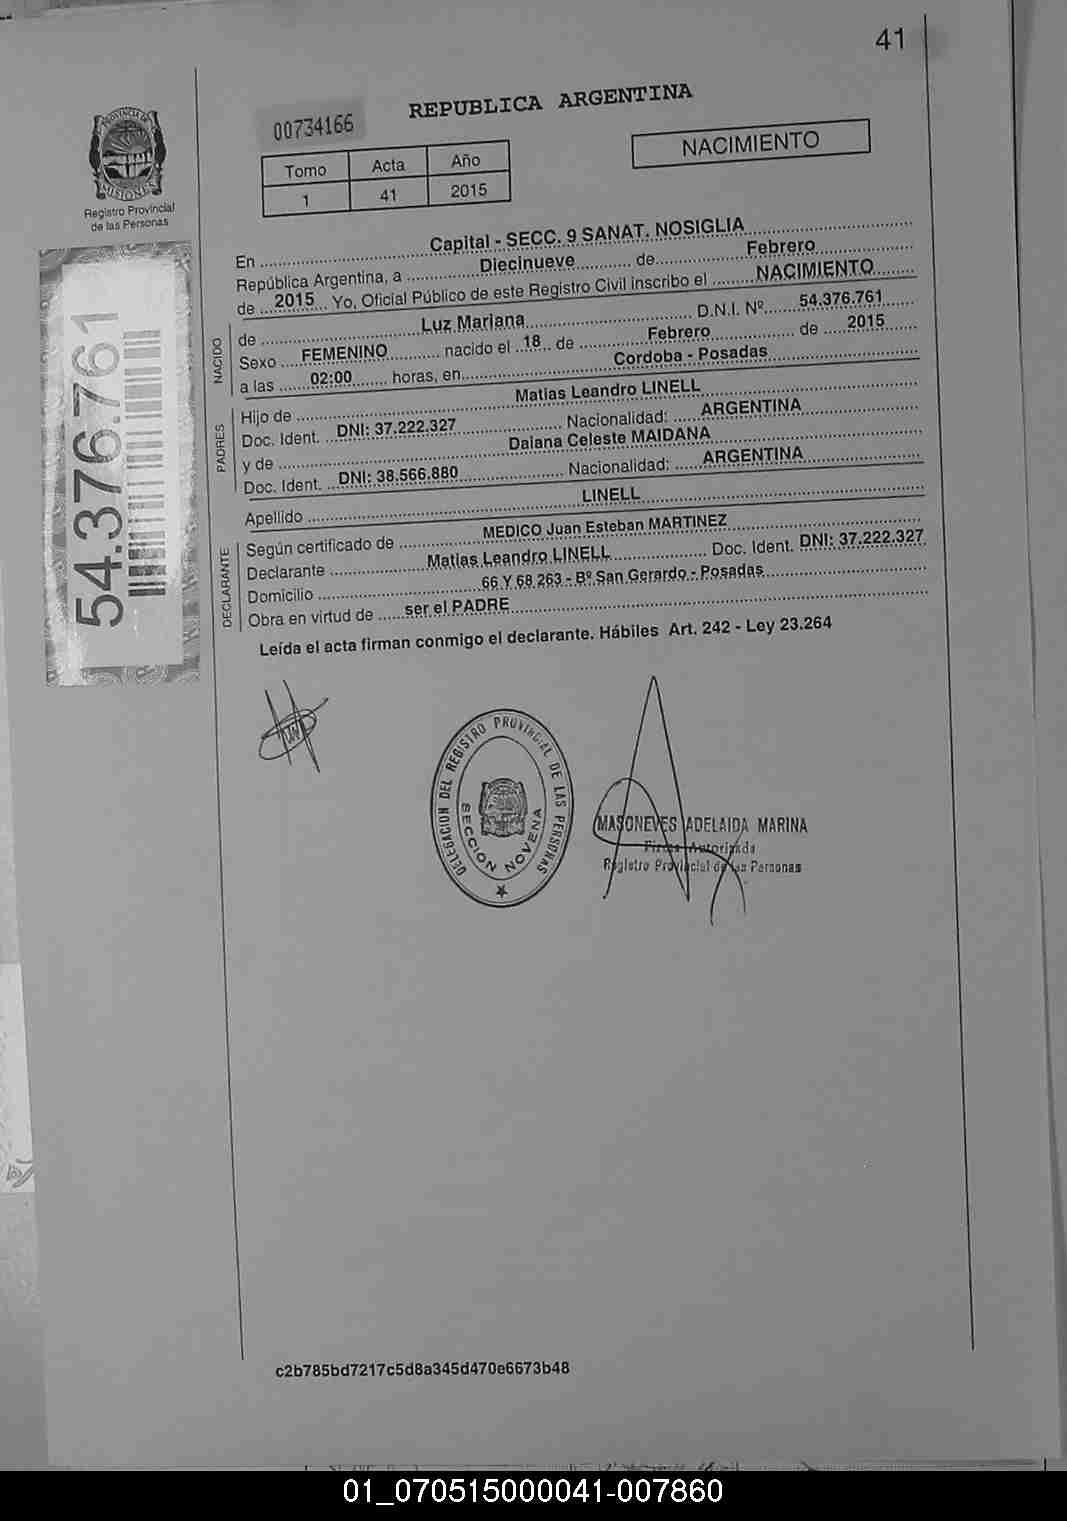 41
REPUBLICA ARGENTINA
00734166
NACIMIENTO
Tomo Acta Año
1 41 2015
PROVINCIA DE
MISIONES
Registro Provincial
de las Personas
54.376.761
En Capital - SECC. 9 SANAT. NOSIGLIA
República Argentina, a Diecinueve de Febrero
de 2015 Yo, Oficial Público de este Registro Civil inscribo el NACIMIENTO
NACIDO
de Luz Mariana D.N.I. Nº 54.376.761
Sexo FEMENINO nacido el 18 de Febrero de 2015
a las 02:00 horas, en Cordoba - Posadas
PADRES
Hijo de Matias Leandro LINELL
Doc. Ident. DNI: 37.222.327 Nacionalidad: ARGENTINA
y de Daiana Celeste MAIDANA
Doc. Ident. DNI: 38.566.880 Nacionalidad: ARGENTINA
Apellido LINELL
DECLARANTE
Según certificado de MEDICO Juan Esteban MARTINEZ
Declarante Matias Leandro LINELL Doc. Ident. DNI: 37.222.327
Domicilio 66 Y 68 263 - Bº San Gerardo - Posadas
Obra en virtud de ser el PADRE
Leída el acta firman conmigo el declarante. Hábiles Art. 242 - Ley 23.264
DELEGACION DEL REGISTRO PROVINCIAL DE LAS PERSONAS
SECCION NOVENA
MASONEVES ADELAIDA MARINA
Firma Autorizada
Registro Provincial de las Personas
c2b785bd7217c5d8a345d470e6673b48
01_070515000041-007860